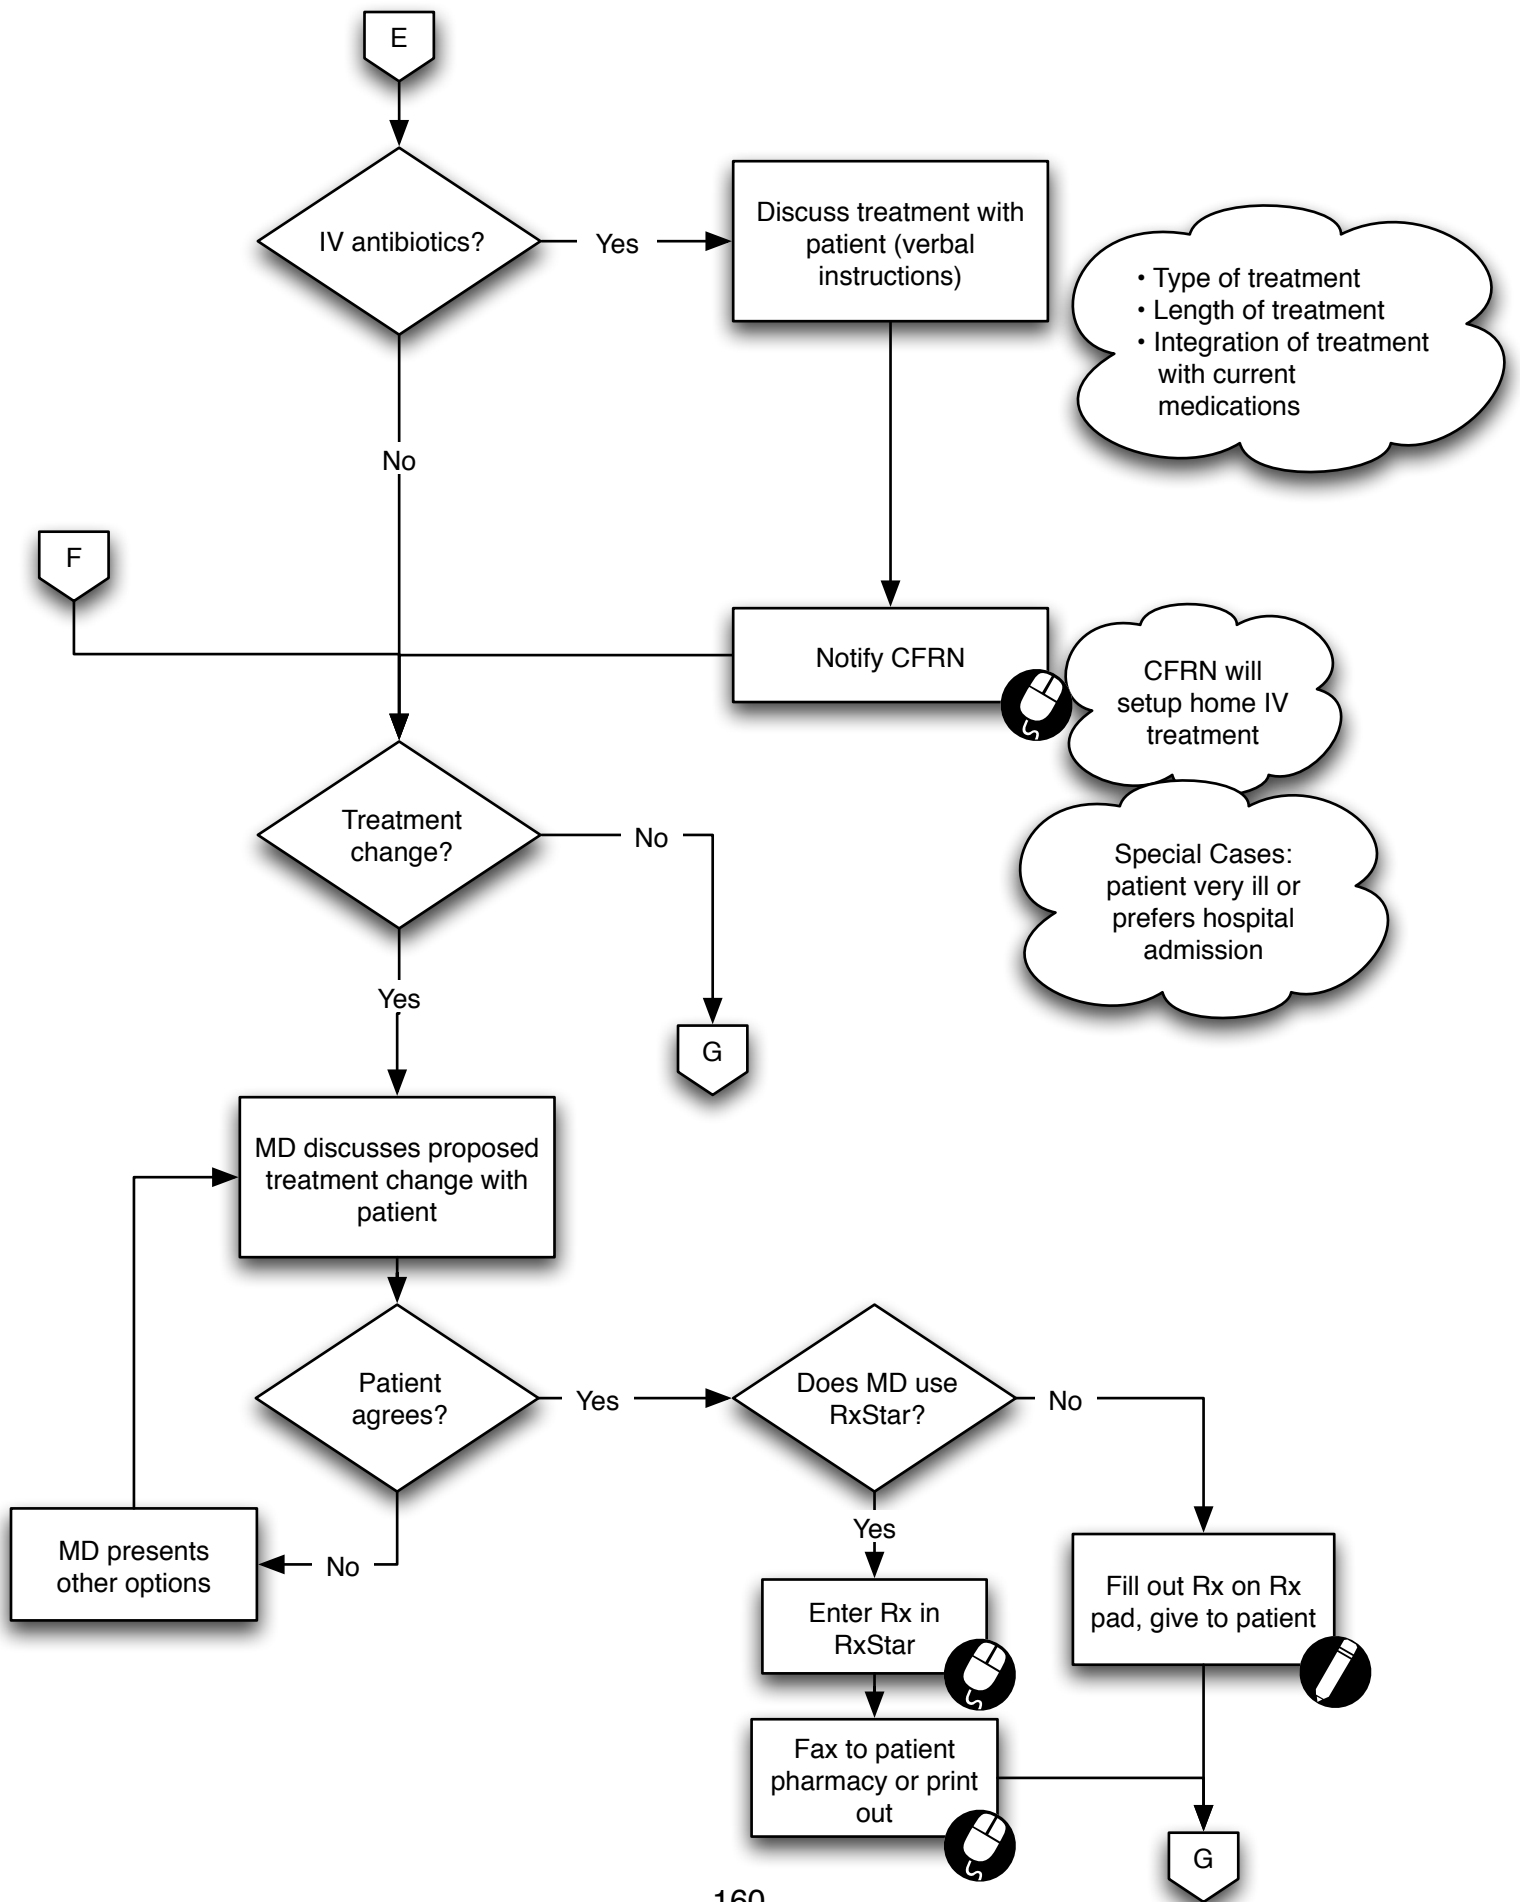 E
IV antibiotics?
Yes
Discuss treatment with
patient (verbal
instructions)
• Type of treatment
• Length of treatment
• Integration of treatment
with current
medications
No
F
Notify CFRN
CFRN will
setup home IV
treatment
Treatment
change?
No
Special Cases:
patient very ill or
prefers hospital
admission
Yes
G
MD discusses proposed
treatment change with
patient
Patient
agrees?
Yes
Does MD use
RxStar?
No
Yes
MD presents
other options
No
Enter Rx in
RxStar
Fill out Rx on Rx
pad, give to patient
Fax to patient
pharmacy or print
out
G
160